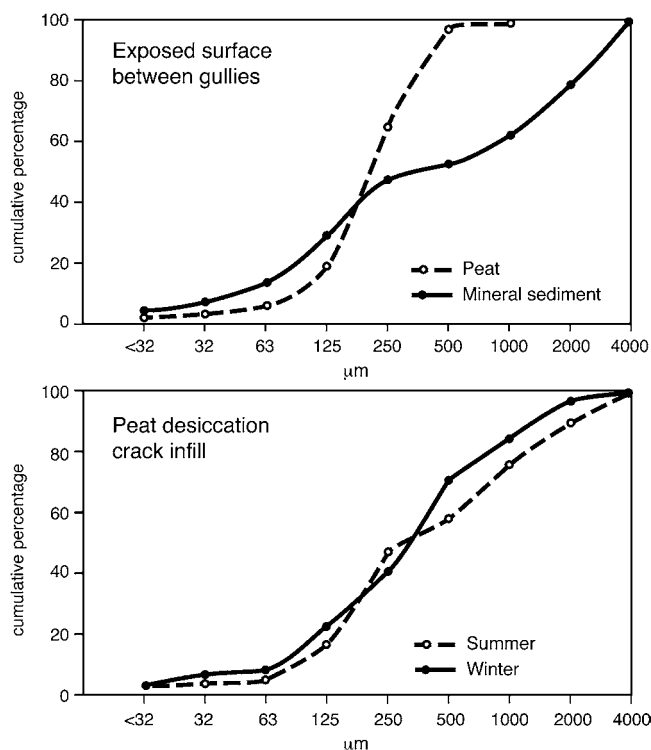 100
80
60
40
20
0
cumulative percentage
Exposed surface
between gullies
Peat
Mineral sediment
<32 32 63 125 250 500 1000 2000 4000
μm
100
80
60
40
20
0
cumulative percentage
Peat desiccation
crack infill
Summer
Winter
<32 32 63 125 250 500 1000 2000 4000
μm